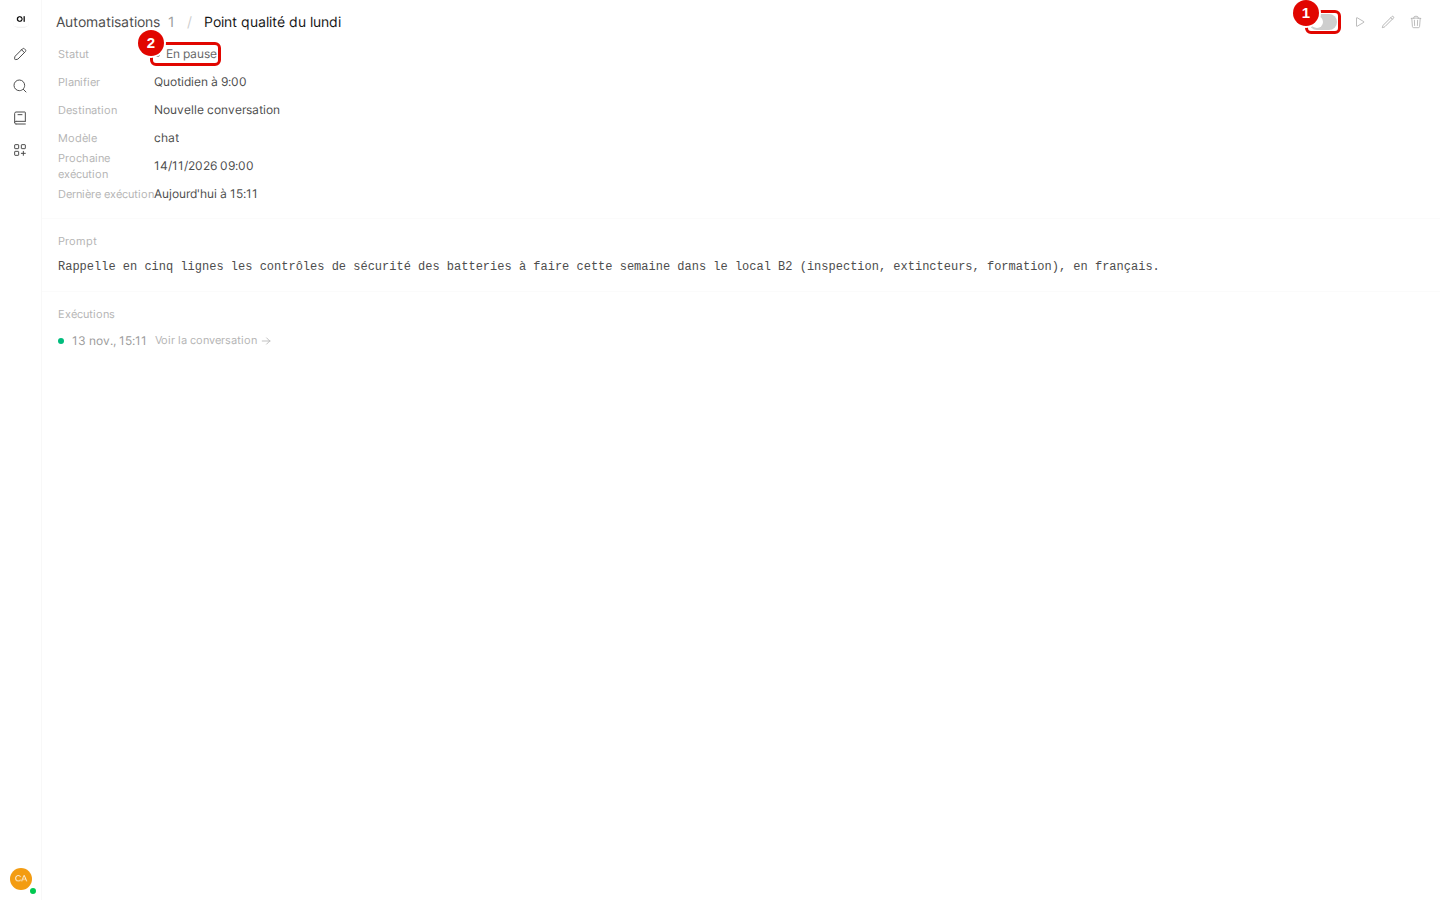 OI
Automatisations 1 / Point qualité du lundi
1
2
Statut En pause
Planifier Quotidien à 9:00
Destination Nouvelle conversation
Modèle chat
Prochaine exécution 14/11/2026 09:00
Dernière exécution Aujourd'hui à 15:11
Prompt
Rappelle en cinq lignes les contrôles de sécurité des batteries à faire cette semaine dans le local B2 (inspection, extincteurs, formation), en français.
Exécutions
13 nov., 15:11 Voir la conversation →
CA